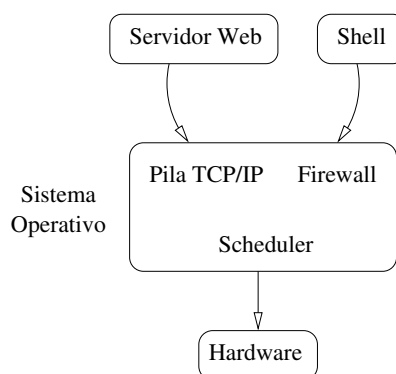 Servidor Web
Shell
Pila TCP/IP
Firewall
Sistema
Operativo
Scheduler
Hardware